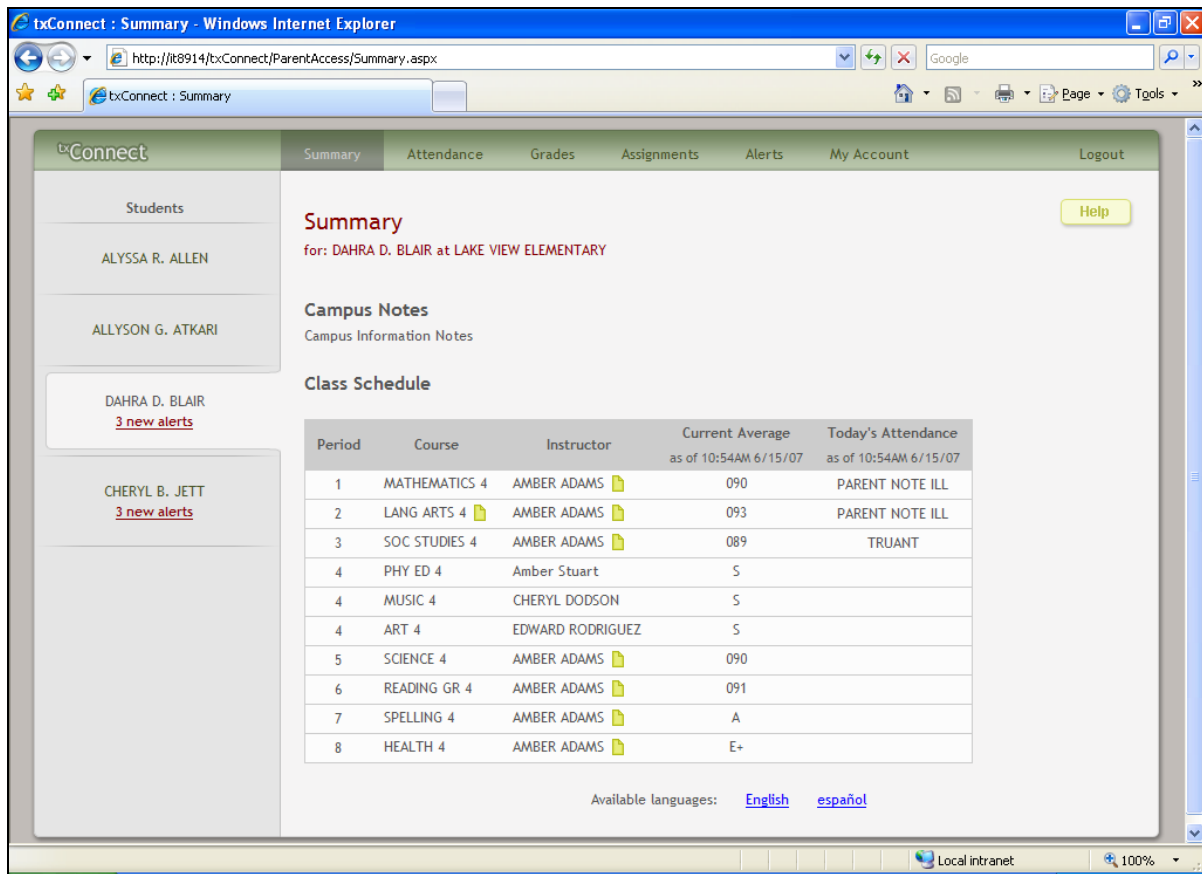 txConnect : Summary - Windows Internet Explorer
http://it8914/txConnect/ParentAccess/Summary.aspx
Google
txConnect : Summary
Page
Tools
»
txConnect
Summary Attendance Grades Assignments Alerts My Account Logout
Students
ALYSSA R. ALLEN
ALLYSON G. ATKARI
DAHRA D. BLAIR
3 new alerts
CHERYL B. JETT
3 new alerts
Help
Summary
for: DAHRA D. BLAIR at LAKE VIEW ELEMENTARY
Campus Notes
Campus Information Notes
Class Schedule
Period Course Instructor Current Average Today's Attendance
as of 10:54AM 6/15/07 as of 10:54AM 6/15/07
1 MATHEMATICS 4 AMBER ADAMS 090 PARENT NOTE ILL
2 LANG ARTS 4 AMBER ADAMS 093 PARENT NOTE ILL
3 SOC STUDIES 4 AMBER ADAMS 089 TRUANT
4 PHY ED 4 Amber Stuart S
4 MUSIC 4 CHERYL DODSON S
4 ART 4 EDWARD RODRIGUEZ S
5 SCIENCE 4 AMBER ADAMS 090
6 READING GR 4 AMBER ADAMS 091
7 SPELLING 4 AMBER ADAMS A
8 HEALTH 4 AMBER ADAMS E+
Available languages: English español
Local intranet 100%